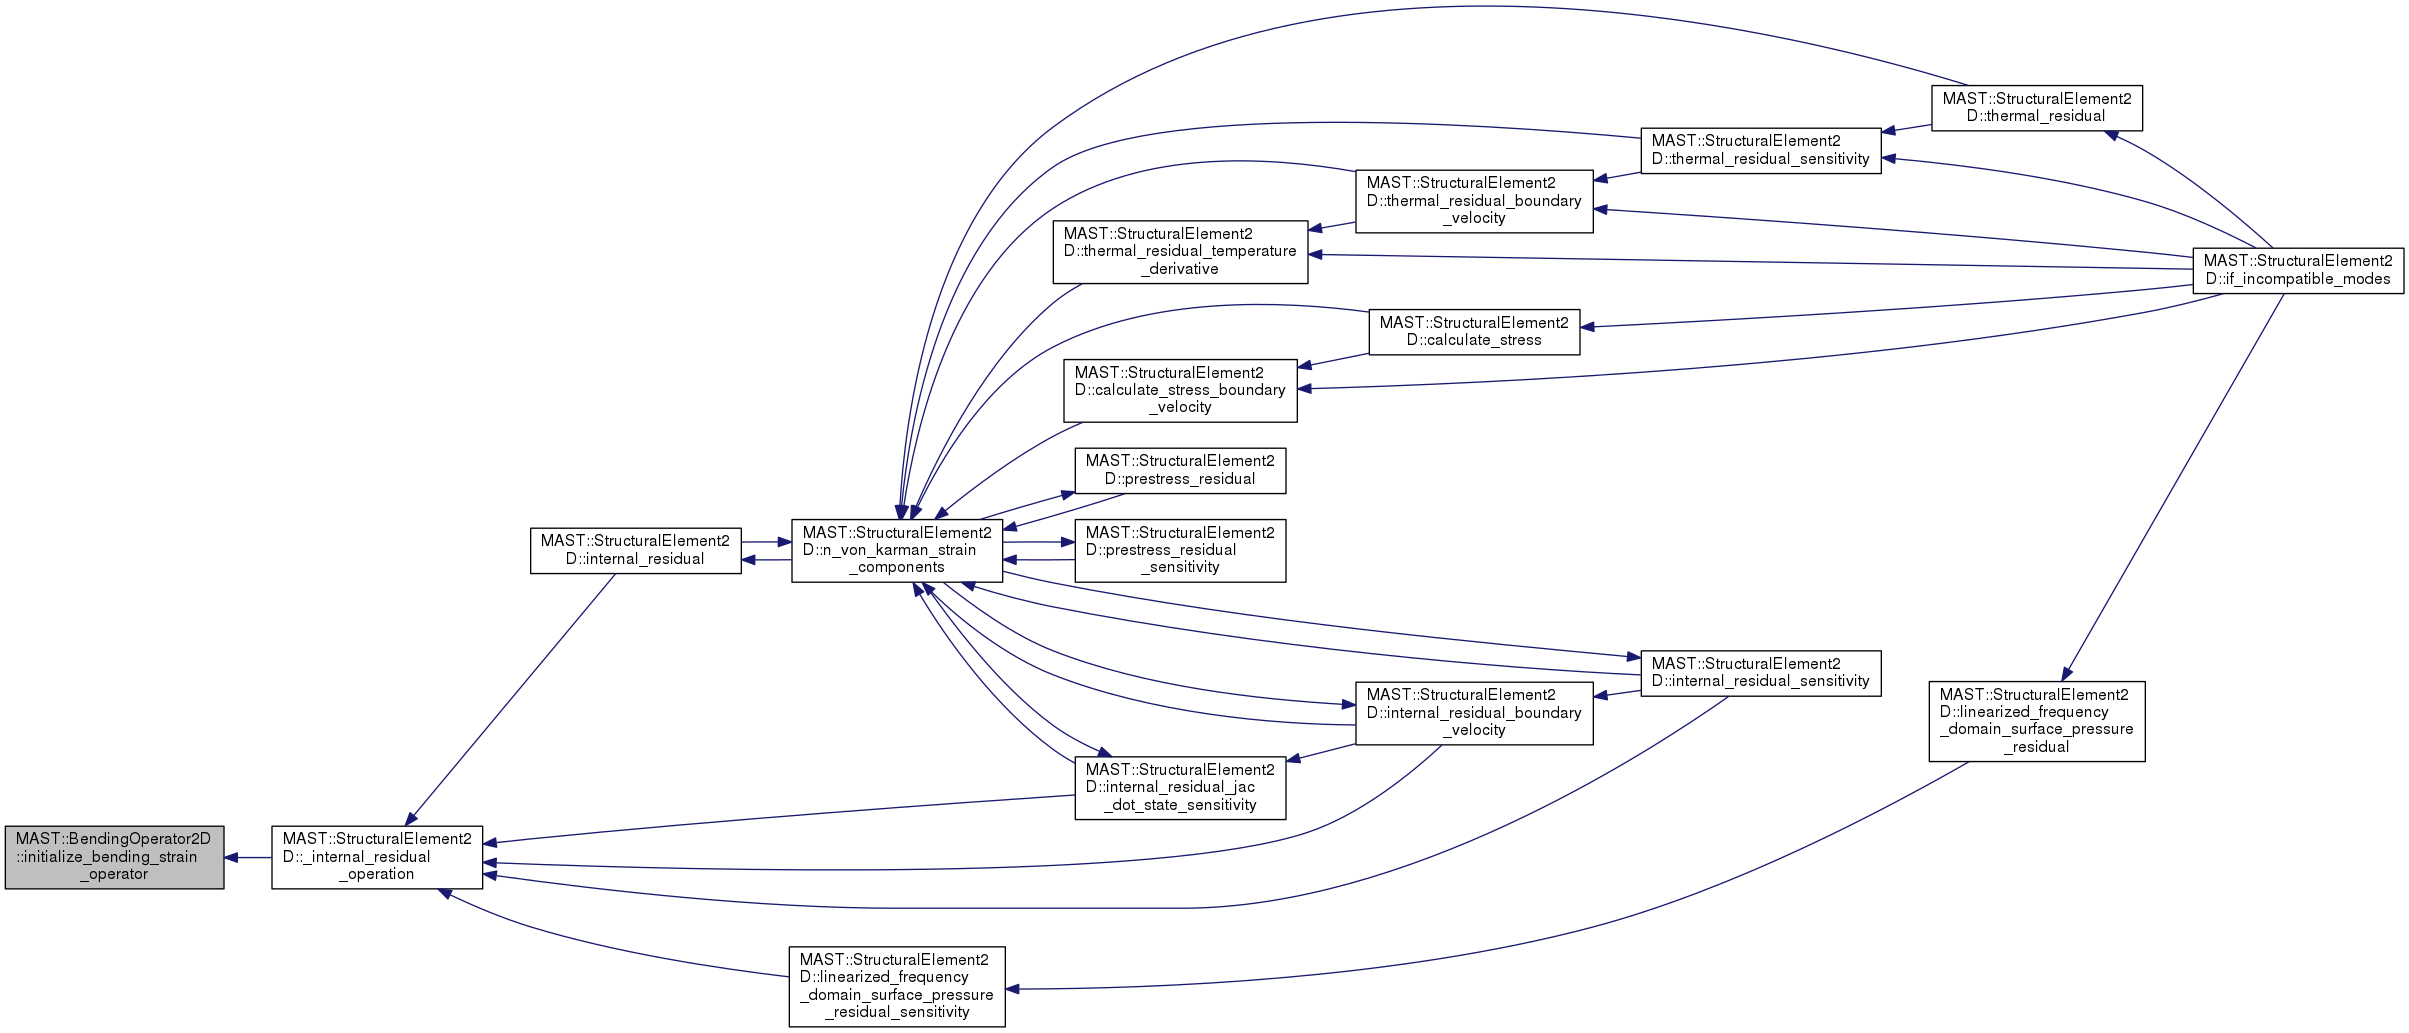 MAST::BendingOperator2D
::initialize_bending_strain
_operator
MAST::StructuralElement2
D::_internal_residual
_operation
MAST::StructuralElement2
D::internal_residual
MAST::StructuralElement2
D::n_von_karman_strain
_components
MAST::StructuralElement2
D::thermal_residual
MAST::StructuralElement2
D::thermal_residual_sensitivity
MAST::StructuralElement2
D::thermal_residual_boundary
_velocity
MAST::StructuralElement2
D::thermal_residual_temperature
_derivative
MAST::StructuralElement2
D::if_incompatible_modes
MAST::StructuralElement2
D::calculate_stress
MAST::StructuralElement2
D::calculate_stress_boundary
_velocity
MAST::StructuralElement2
D::prestress_residual
MAST::StructuralElement2
D::prestress_residual
_sensitivity
MAST::StructuralElement2
D::internal_residual_sensitivity
MAST::StructuralElement2
D::internal_residual_boundary
_velocity
MAST::StructuralElement2
D::internal_residual_jac
_dot_state_sensitivity
MAST::StructuralElement2
D::linearized_frequency
_domain_surface_pressure
_residual
MAST::StructuralElement2
D::linearized_frequency
_domain_surface_pressure
_residual_sensitivity